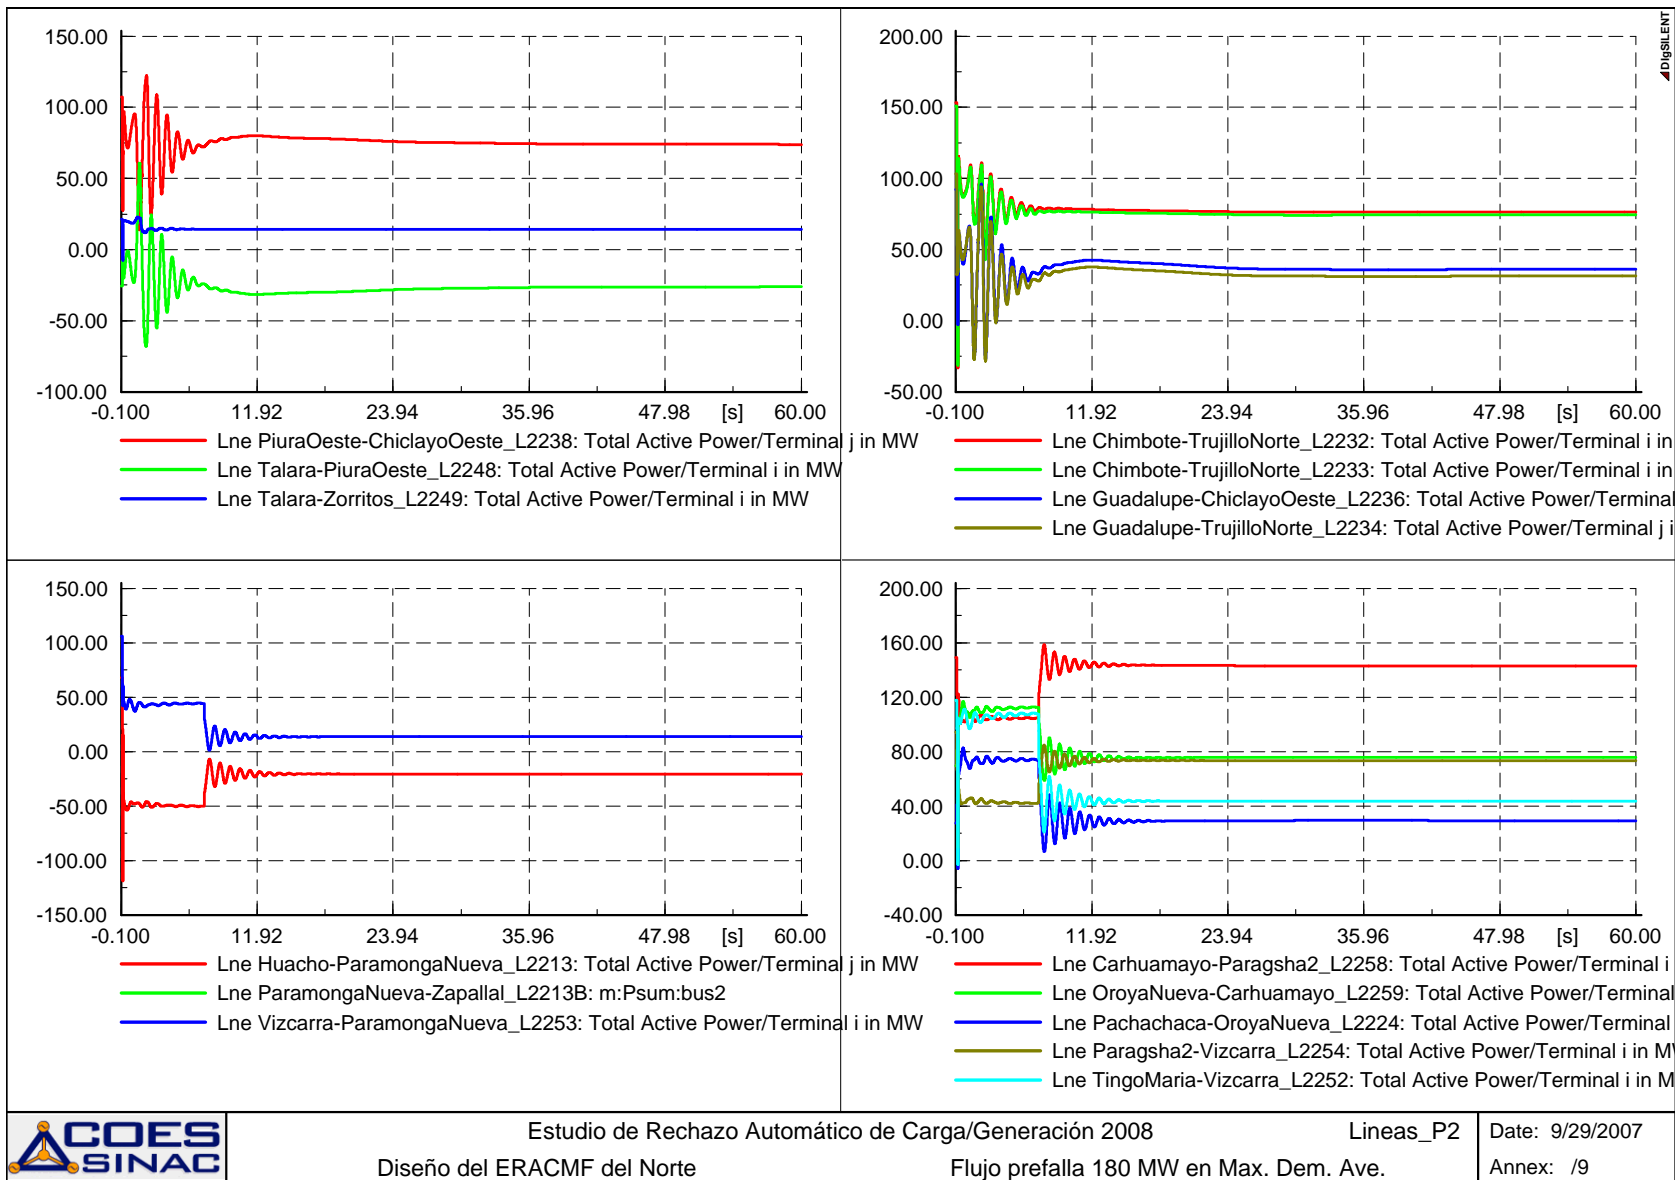 150.00
100.00
50.00
0.00
-50.00
-100.00
-0.100 11.92 23.94 35.96 47.98 [s] 60.00
Lne PiuraOeste-ChiclayoOeste_L2238: Total Active Power/Terminal j in MW
Lne Talara-PiuraOeste_L2248: Total Active Power/Terminal i in MW
Lne Talara-Zorritos_L2249: Total Active Power/Terminal i in MW
DIgSILENT
200.00
150.00
100.00
50.00
0.00
-50.00
-0.100 11.92 23.94 35.96 47.98 [s] 60.00
Lne Chimbote-TrujilloNorte_L2232: Total Active Power/Terminal i in
Lne Chimbote-TrujilloNorte_L2233: Total Active Power/Terminal i in
Lne Guadalupe-ChiclayoOeste_L2236: Total Active Power/Terminal
Lne Guadalupe-TrujilloNorte_L2234: Total Active Power/Terminal j i
150.00
100.00
50.00
0.00
-50.00
-100.00
-150.00
-0.100 11.92 23.94 35.96 47.98 [s] 60.00
Lne Huacho-ParamongaNueva_L2213: Total Active Power/Terminal j in MW
Lne ParamongaNueva-Zapallal_L2213B: m:Psum:bus2
Lne Vizcarra-ParamongaNueva_L2253: Total Active Power/Terminal i in MW
200.00
160.00
120.00
80.00
40.00
0.00
-40.00
-0.100 11.92 23.94 35.96 47.98 [s] 60.00
Lne Carhuamayo-Paragsha2_L2258: Total Active Power/Terminal i
Lne OroyaNueva-Carhuamayo_L2259: Total Active Power/Terminal
Lne Pachachaca-OroyaNueva_L2224: Total Active Power/Terminal
Lne Paragsha2-Vizcarra_L2254: Total Active Power/Terminal i in M
Lne TingoMaria-Vizcarra_L2252: Total Active Power/Terminal i in M
COES
SINAC
Estudio de Rechazo Automático de Carga/Generación 2008 Lineas_P2
Diseño del ERACMF del Norte Flujo prefalla 180 MW en Max. Dem. Ave.
Date: 9/29/2007
Annex: /9